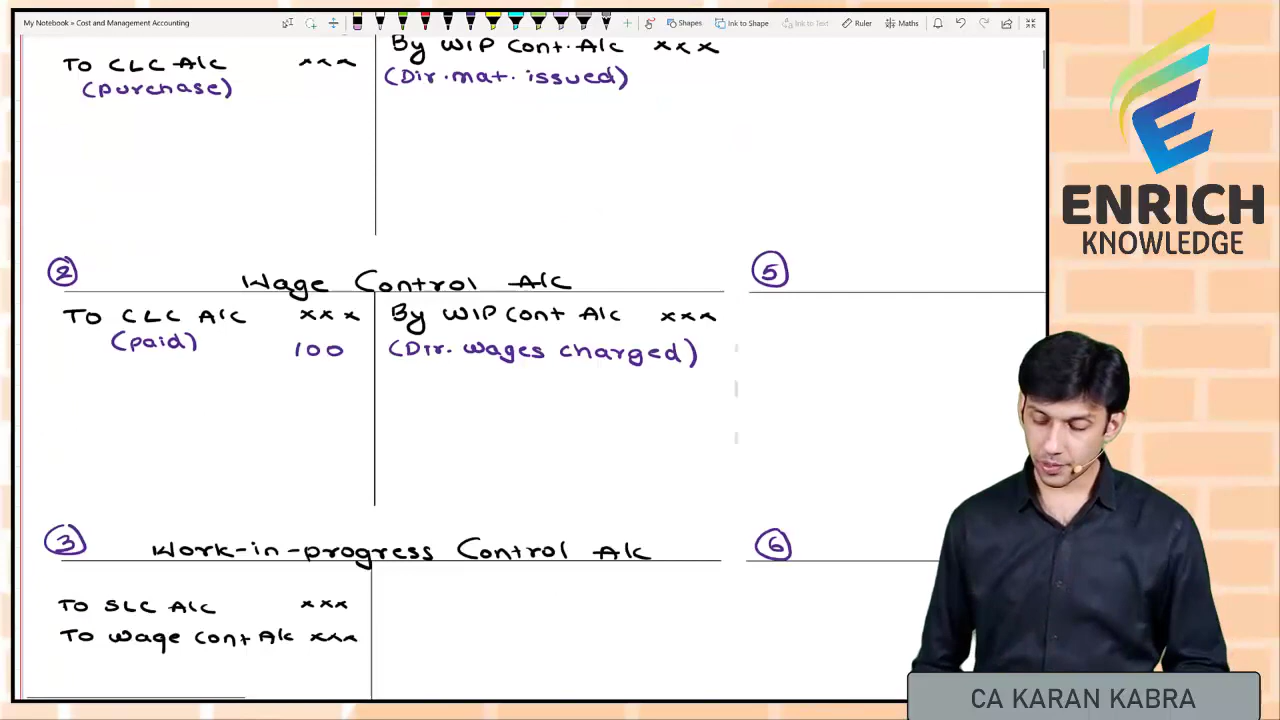 My Notebook » Cost and Management Accounting
Shapes
Ink to Shape
Ink to Text
Ruler
Maths
To CLC A/c xxx
(purchase)
By WIP Cont. A/c xxx
(Dir. mat. issued)
2
Wage Control A/c
To CLC A/c xxx
(paid) 100
By WIP Cont A/c xxx
(Dir. wages charged)
5
3
Work-in-progress Control A/c
To SLC A/c xxx
To Wage Cont A/c xxx
6
ENRICH
KNOWLEDGE
CA KARAN KABRA